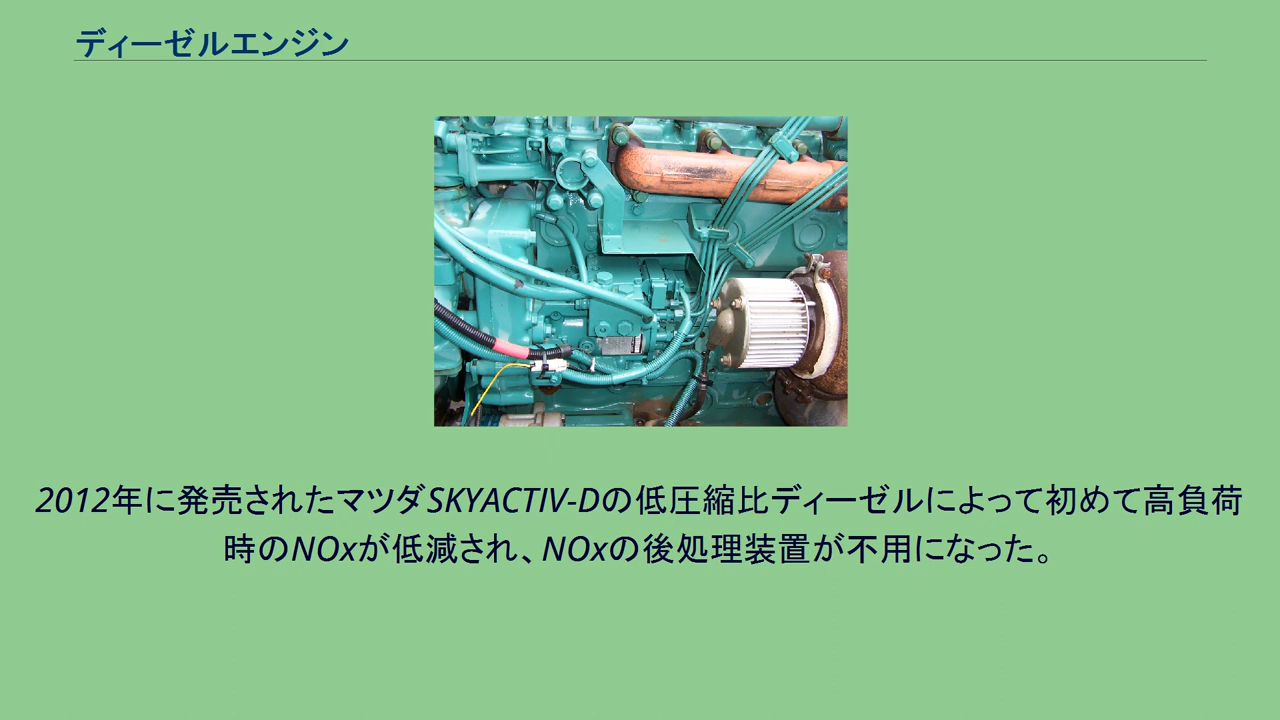 ディーゼルエンジン
2012年に発売されたマツダSKYACTIV-Dの低圧縮比ディーゼルによって初めて高負荷
時のNOxが低減され、NOxの後処理装置が不用になった。